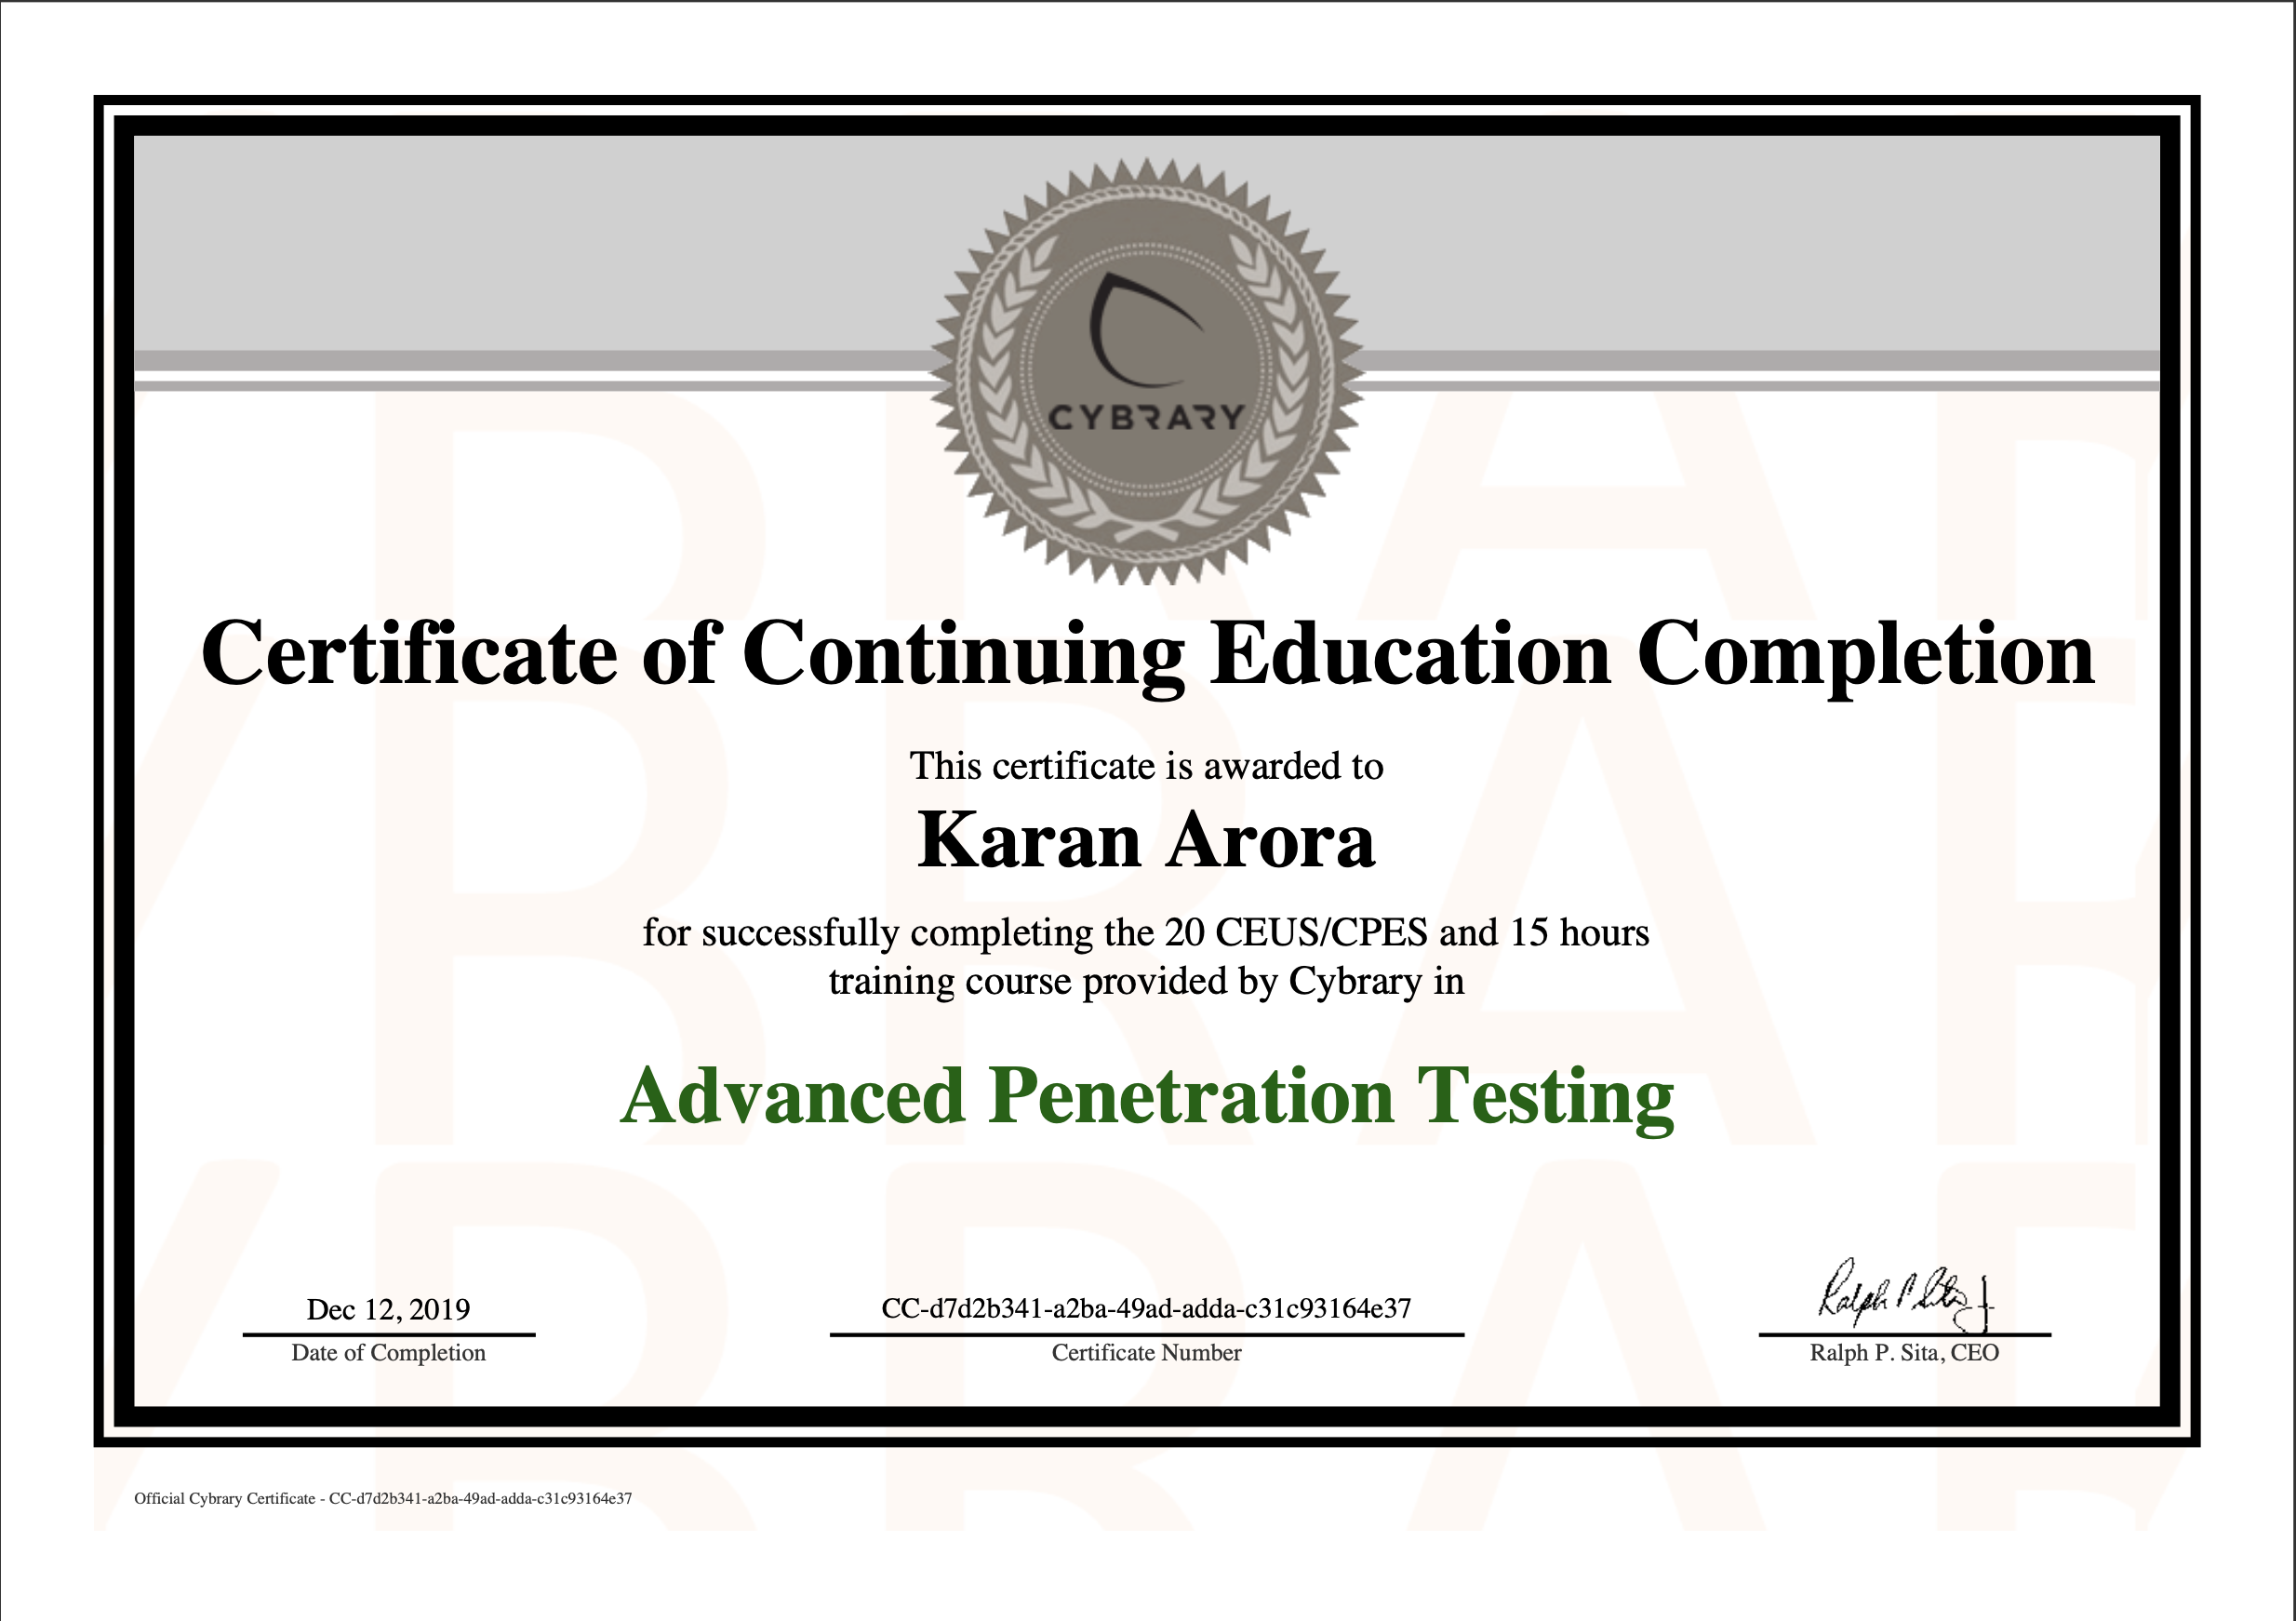 CYBRARY
Certificate of Continuing Education Completion
This certificate is awarded to
Karan Arora
for successfully completing the 20 CEUS/CPES and 15 hours
training course provided by Cybrary in
Advanced Penetration Testing
Dec 12, 2019
Date of Completion
CC-d7d2b341-a2ba-49ad-adda-c31c93164e37
Certificate Number
Ralph P. Sita, CEO
Official Cybrary Certificate - CC-d7d2b341-a2ba-49ad-adda-c31c93164e37